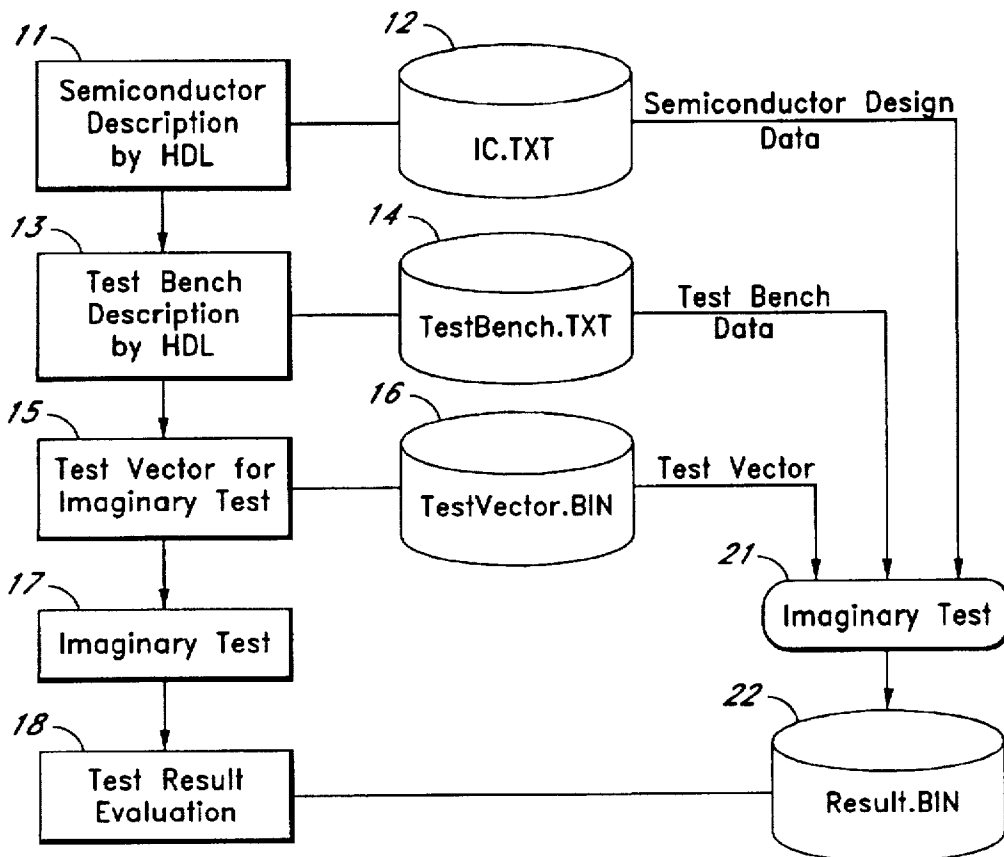 11
Semiconductor
Description
by HDL
12
IC.TXT
Semiconductor Design
Data
13
Test Bench
Description
by HDL
14
TestBench.TXT
Test Bench
Data
15
Test Vector for
Imaginary Test
16
TestVector.BIN
Test Vector
17
Imaginary Test
21
Imaginary Test
18
Test Result
Evaluation
22
Result.BIN